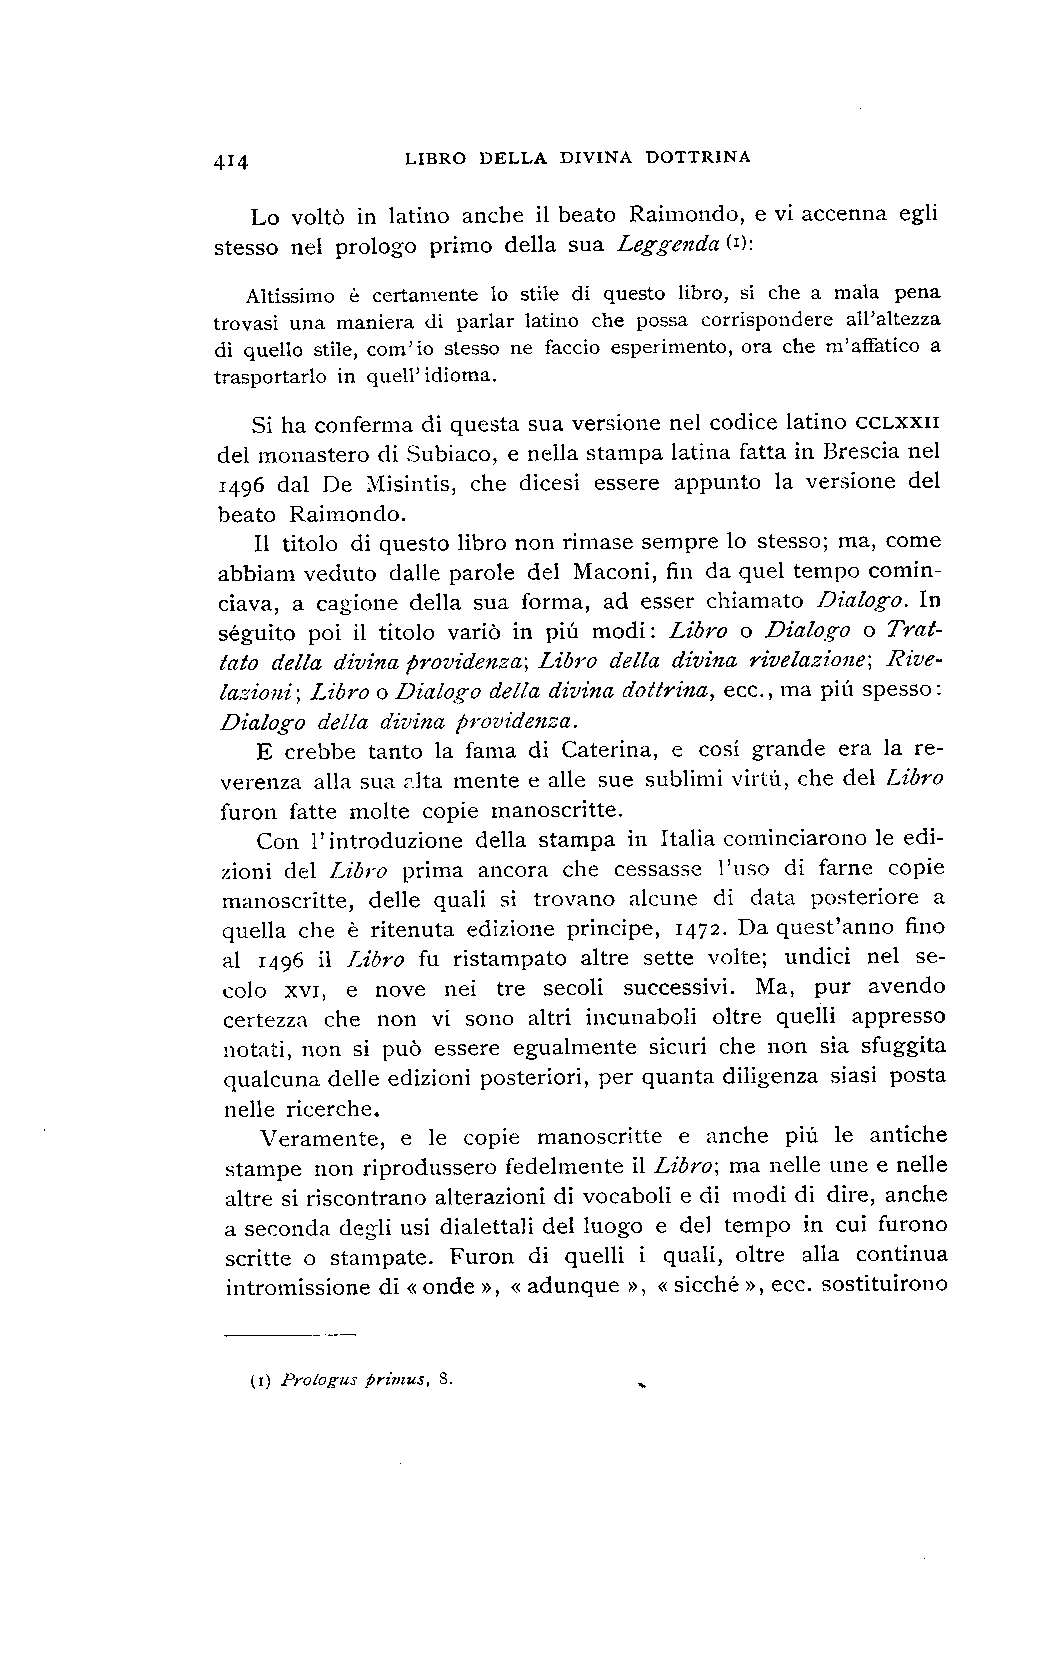 414 LIBRO DELLA DIVINA DOTTRINA
Lo voltò in latino anche il beato Raimondo, e vi accenna egli
stesso nel prologo primo della sua Leggenda (1):
Altissimo è certamente lo stile di questo libro, si che a mala pena
trovasi una maniera di parlar latino che possa corrispondere all'altezza
di quello stile, com'io stesso ne faccio esperimento, ora che m'affatico a
trasportarlo in quell'idioma.
Si ha conferma di questa sua versione nel codice latino CCLXXII
del monastero di Subiaco, e nella stampa latina fatta in Brescia nel
1496 dal De Misintis, che dicesi essere appunto la versione del
beato Raimondo.
Il titolo di questo libro non rimase sempre lo stesso; ma, come
abbiam veduto dalle parole del Maconi, fin da quel tempo comin-
ciava, a cagione della sua forma, ad esser chiamato Dialogo. In
séguito poi il titolo variò in piú modi: Libro o Dialogo o Trat-
tato della divina providenza; Libro della divina rivelazione; Rive-
lazioni; Libro o Dialogo della divina dottrina, ecc., ma piú spesso:
Dialogo della divina providenza.
E crebbe tanto la fama di Caterina, e cosí grande era la re-
verenza alla sua alta mente e alle sue sublimi virtú, che del Libro
furon fatte molte copie manoscritte.
Con l'introduzione della stampa in Italia cominciarono le edi-
zioni del Libro prima ancora che cessasse l'uso di farne copie
manoscritte, delle quali si trovano alcune di data posteriore a
quella che è ritenuta edizione principe, 1472. Da quest'anno fino
al 1496 il Libro fu ristampato altre sette volte; undici nel se-
colo XVI, e nove nei tre secoli successivi. Ma, pur avendo
certezza che non vi sono altri incunaboli oltre quelli appresso
notati, non si può essere egualmente sicuri che non sia sfuggita
qualcuna delle edizioni posteriori, per quanta diligenza siasi posta
nelle ricerche.
Veramente, e le copie manoscritte e anche piú le antiche
stampe non riprodussero fedelmente il Libro; ma nelle une e nelle
altre si riscontrano alterazioni di vocaboli e di modi di dire, anche
a seconda degli usi dialettali del luogo e del tempo in cui furono
scritte o stampate. Furon di quelli i quali, oltre alla continua
intromissione di « onde », « adunque », « sicché », ecc. sostituirono
(1) Prologus primus, 8.